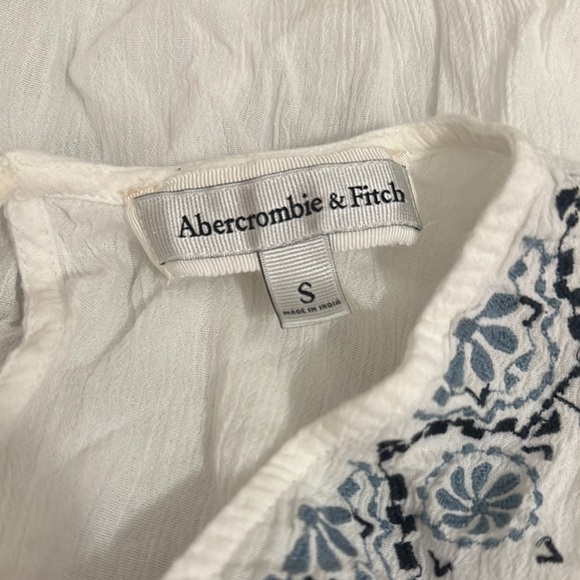 Abercrombie & Fitch
S
MADE IN INDIA